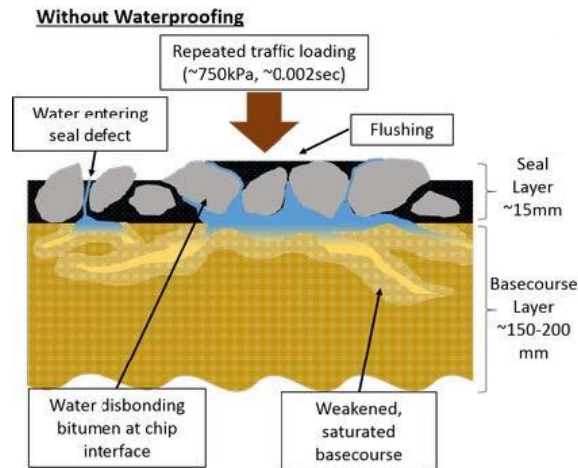 Without Waterproofing
Repeated traffic loading
(~750kPa, ~0.002sec)
Water entering
seal defect
Flushing
Seal
Layer
~15mm
Basecourse
Layer
~150-200
mm
Water disbonding
bitumen at chip
interface
Weakened,
saturated
basecourse